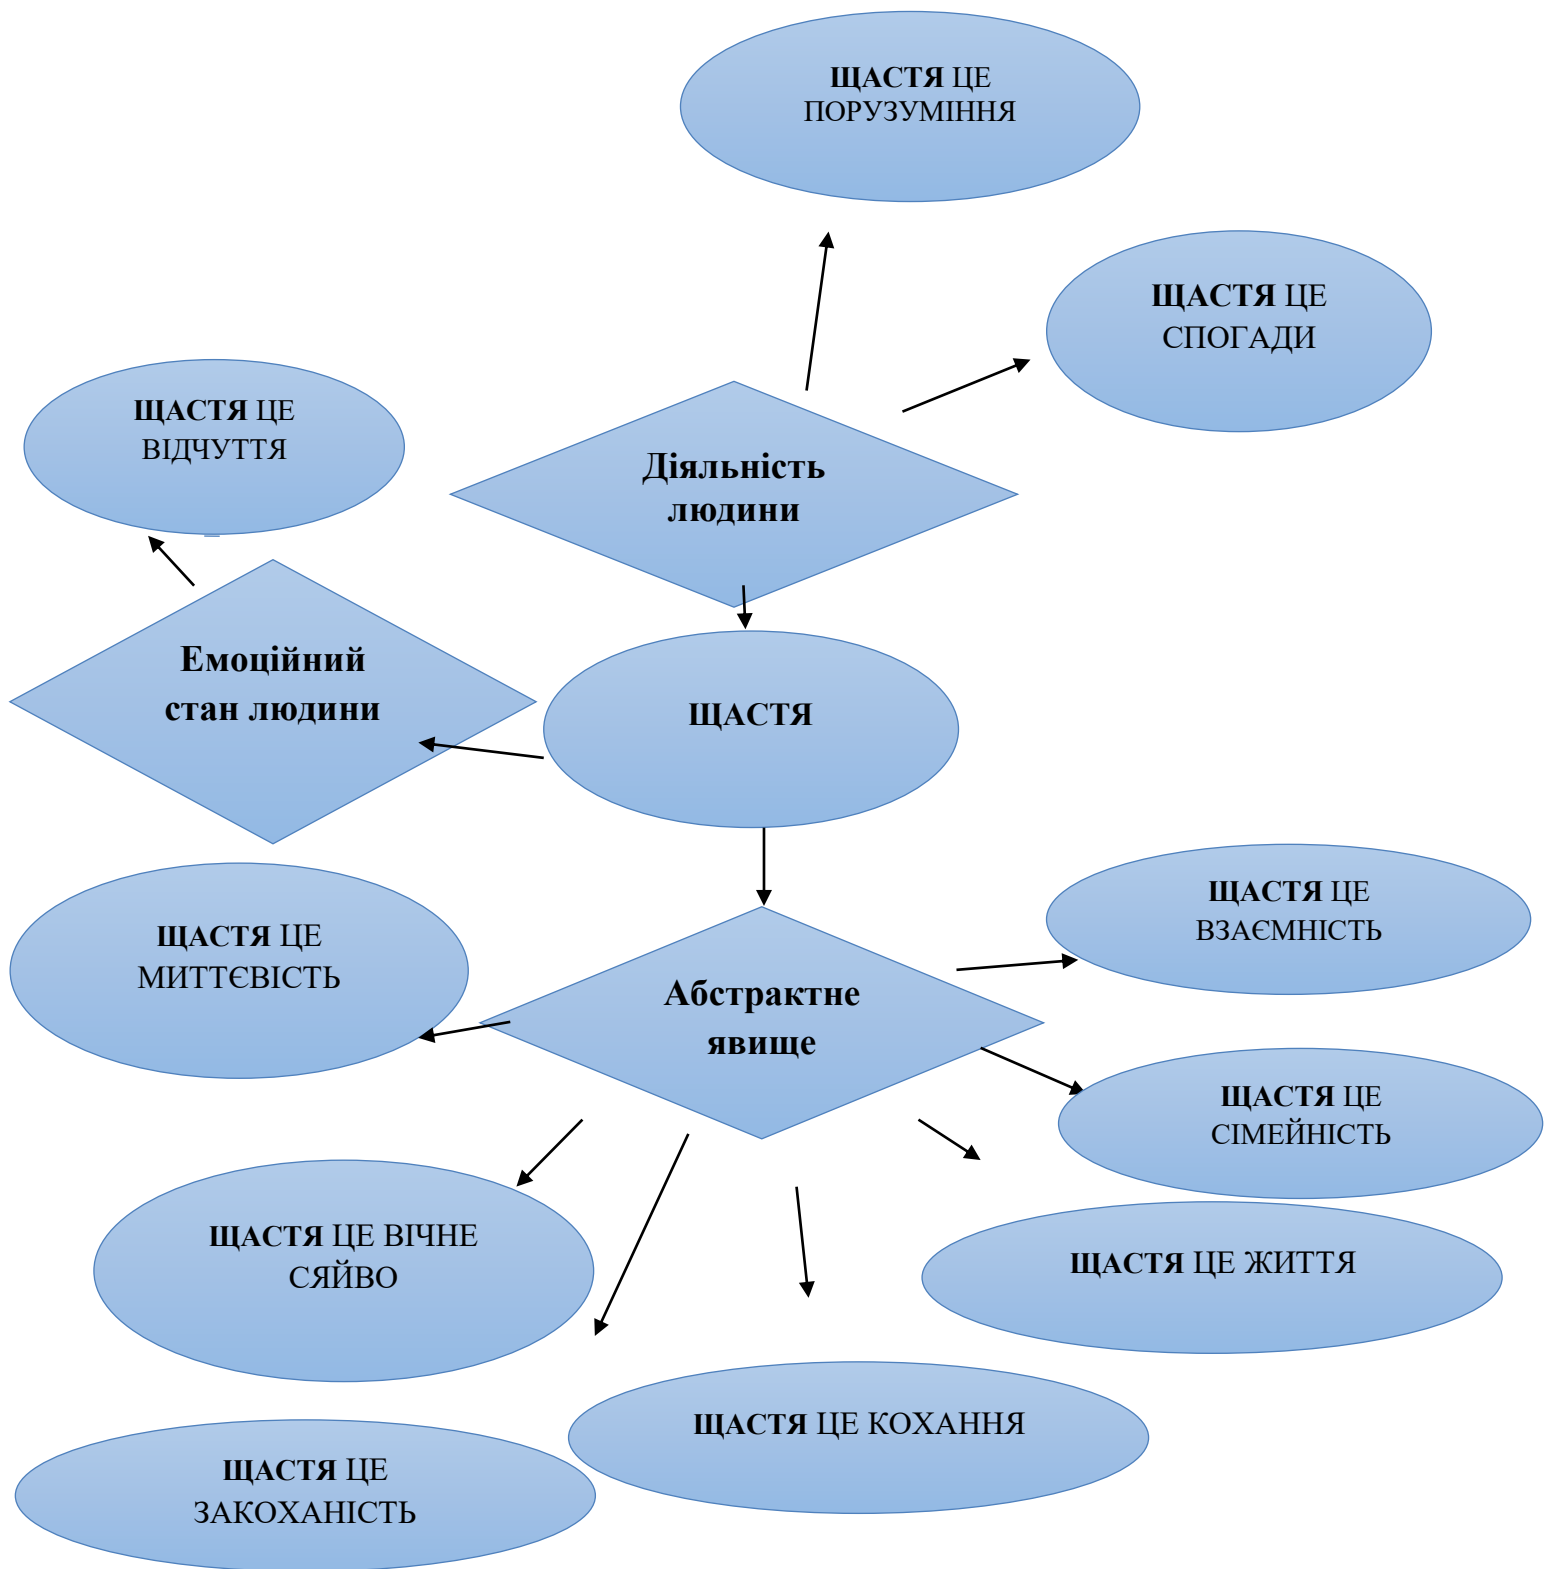 ЩАСТЯ ЦЕ
ПОРУЗУМІННЯ
ЩАСТЯ ЦЕ
СПОГАДИ
ЩАСТЯ ЦЕ
ВІДЧУТТЯ
Діяльність
людини
Емоційний
стан людини
ЩАСТЯ
ЩАСТЯ ЦЕ
ВЗАЄМНІСТЬ
ЩАСТЯ ЦЕ
МИТТЄВІСТЬ
Абстрактне
явище
ЩАСТЯ ЦЕ
СІМЕЙНІСТЬ
ЩАСТЯ ЦЕ ВІЧНЕ
СЯЙВО
ЩАСТЯ ЦЕ ЖИТТЯ
ЩАСТЯ ЦЕ КОХАННЯ
ЩАСТЯ ЦЕ
ЗАКОХАНІСТЬ